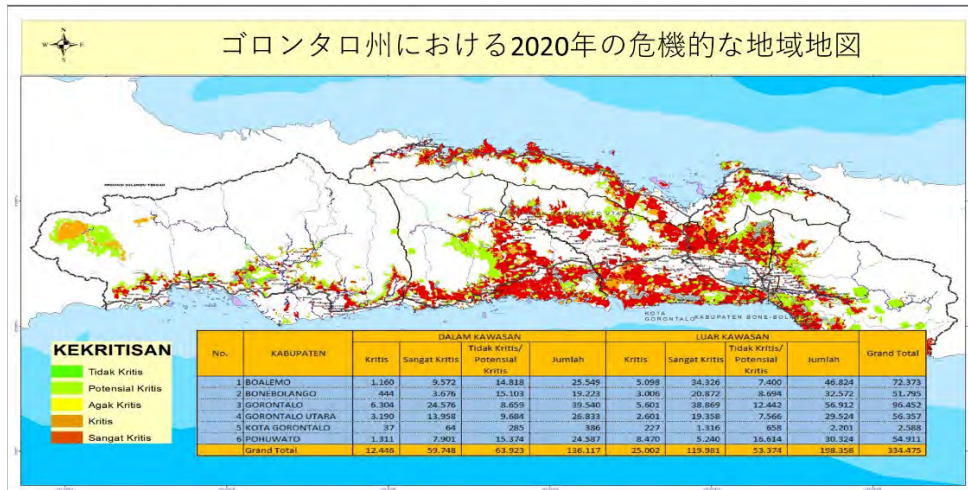 ゴロンタロ州における2020年の危機的な地域地図
N
W
E
S
KOTA
GORONTALO
KABUPATEN BONE-BOL
KEKRITISAN
Tidak Kritis
Potensial Kritis
Agak Kritis
Kritis
Sangat Kritis
No. KABUPATEN DALAM KAWASAN LUAR KAWASAN Grand Total
Kritis Sangat Kritis Tidak Kritis/ Potensial Kritis Jumlah Kritis Sangat Kritis Tidak Kritis/ Potensial Kritis Jumlah
1 BOALEMO 1.160 9.572 14.818 25.549 5.098 34.326 7.400 46.824 72.373
2 BONEBOLANGO 444 3.676 15.103 19.223 3.006 20.872 8.694 32.572 51.795
3 GORONTALO 6.304 24.576 8.659 39.540 5.601 38.869 12.442 56.912 96.452
4 GORONTALO UTARA 3.190 13.958 9.684 26.833 2.601 19.358 7.566 29.524 56.357
5 KOTA GORONTALO 37 64 285 386 227 1.316 658 2.201 2.588
6 POHUWATO 1.311 7.901 15.374 24.587 8.470 5.240 16.614 30.324 54.911
Grand Total 12.446 59.748 63.923 136.117 25.002 119.981 53.374 198.358 334.475